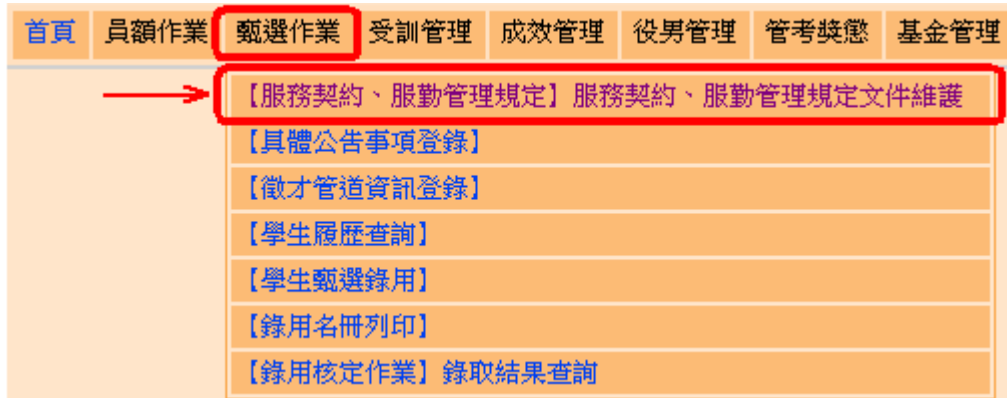 首頁 員額作業 甄選作業 受訓管理 成效管理 役男管理 管考獎懲 基金管理
【服務契約、服勤管理規定】服務契約、服勤管理規定文件維護
【具體公告事項登錄】
【徵才管道資訊登錄】
【學生履歷查詢】
【學生甄選錄用】
【錄用名冊列印】
【錄用核定作業】錄取結果查詢